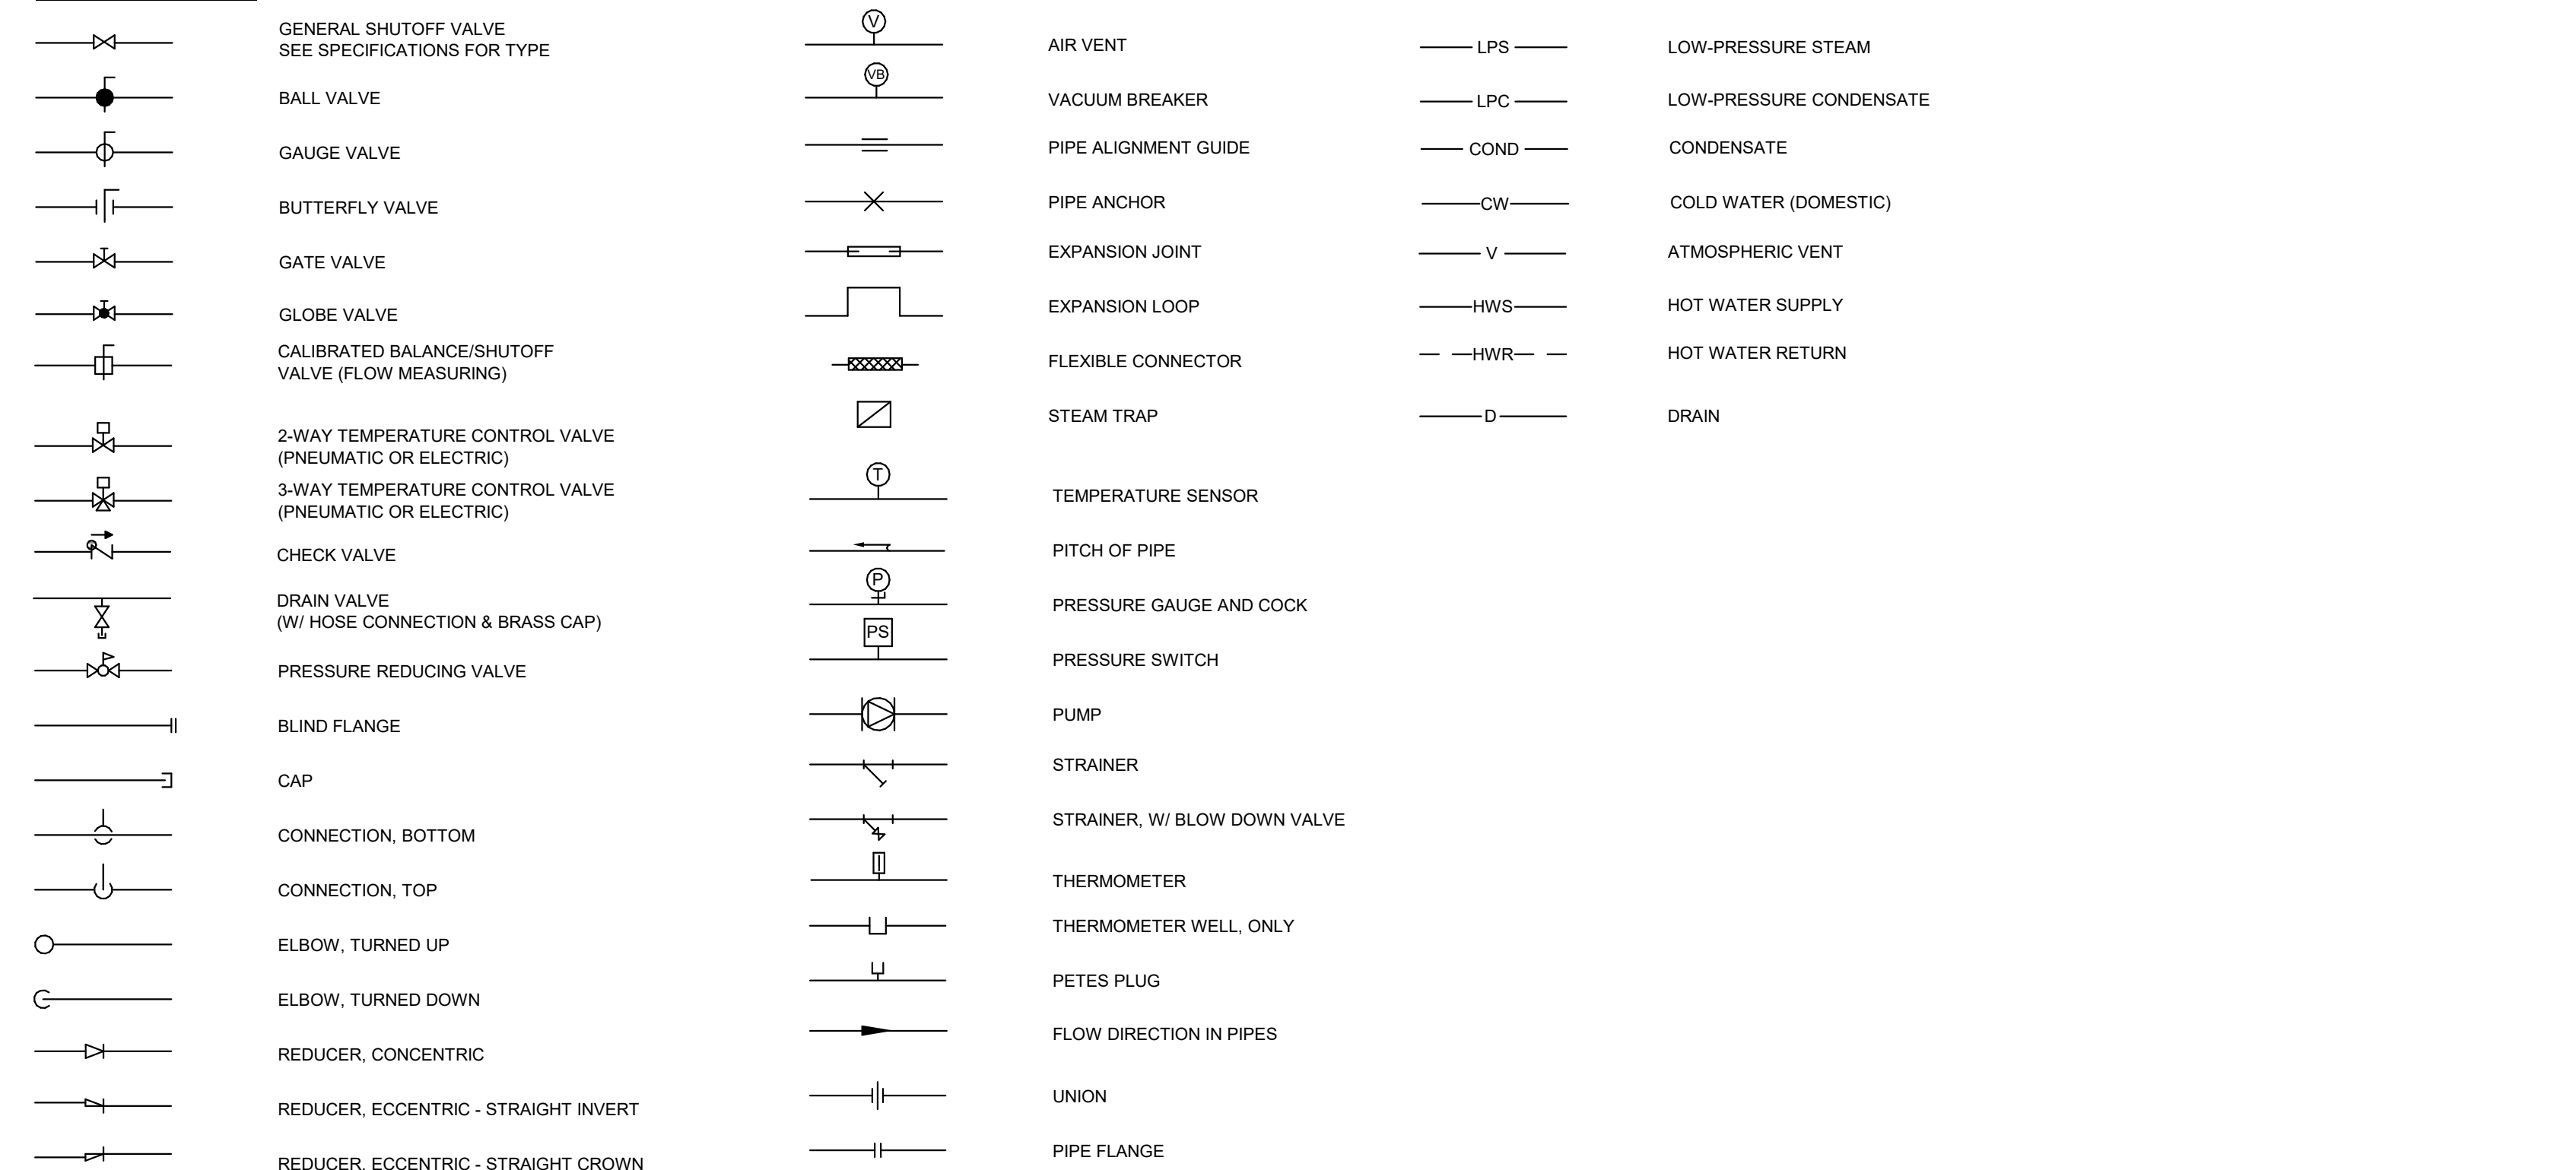 GENERAL SHUTOFF VALVE
SEE SPECIFICATIONS FOR TYPE
BALL VALVE
GAUGE VALVE
BUTTERFLY VALVE
GATE VALVE
GLOBE VALVE
CALIBRATED BALANCE/SHUTOFF
VALVE (FLOW MEASURING)
2-WAY TEMPERATURE CONTROL VALVE
(PNEUMATIC OR ELECTRIC)
3-WAY TEMPERATURE CONTROL VALVE
(PNEUMATIC OR ELECTRIC)
CHECK VALVE
DRAIN VALVE
(W/ HOSE CONNECTION & BRASS CAP)
PRESSURE REDUCING VALVE
BLIND FLANGE
CAP
CONNECTION, BOTTOM
CONNECTION, TOP
ELBOW, TURNED UP
ELBOW, TURNED DOWN
REDUCER, CONCENTRIC
REDUCER, ECCENTRIC - STRAIGHT INVERT
REDUCER, ECCENTRIC - STRAIGHT CROWN
V
AIR VENT
VB
VACUUM BREAKER
PIPE ALIGNMENT GUIDE
PIPE ANCHOR
EXPANSION JOINT
EXPANSION LOOP
FLEXIBLE CONNECTOR
STEAM TRAP
T
TEMPERATURE SENSOR
PITCH OF PIPE
P
PRESSURE GAUGE AND COCK
PS
PRESSURE SWITCH
PUMP
STRAINER
STRAINER, W/ BLOW DOWN VALVE
THERMOMETER
THERMOMETER WELL, ONLY
PETES PLUG
FLOW DIRECTION IN PIPES
UNION
PIPE FLANGE
LPS LOW-PRESSURE STEAM
LPC LOW-PRESSURE CONDENSATE
COND CONDENSATE
CW COLD WATER (DOMESTIC)
V ATMOSPHERIC VENT
HWS HOT WATER SUPPLY
HWR HOT WATER RETURN
D DRAIN